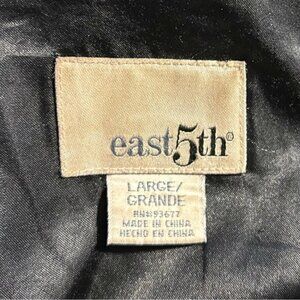 east5th®
LARGE/
GRANDE
RN#93677
MADE IN CHINA
HECHO EN CHINA